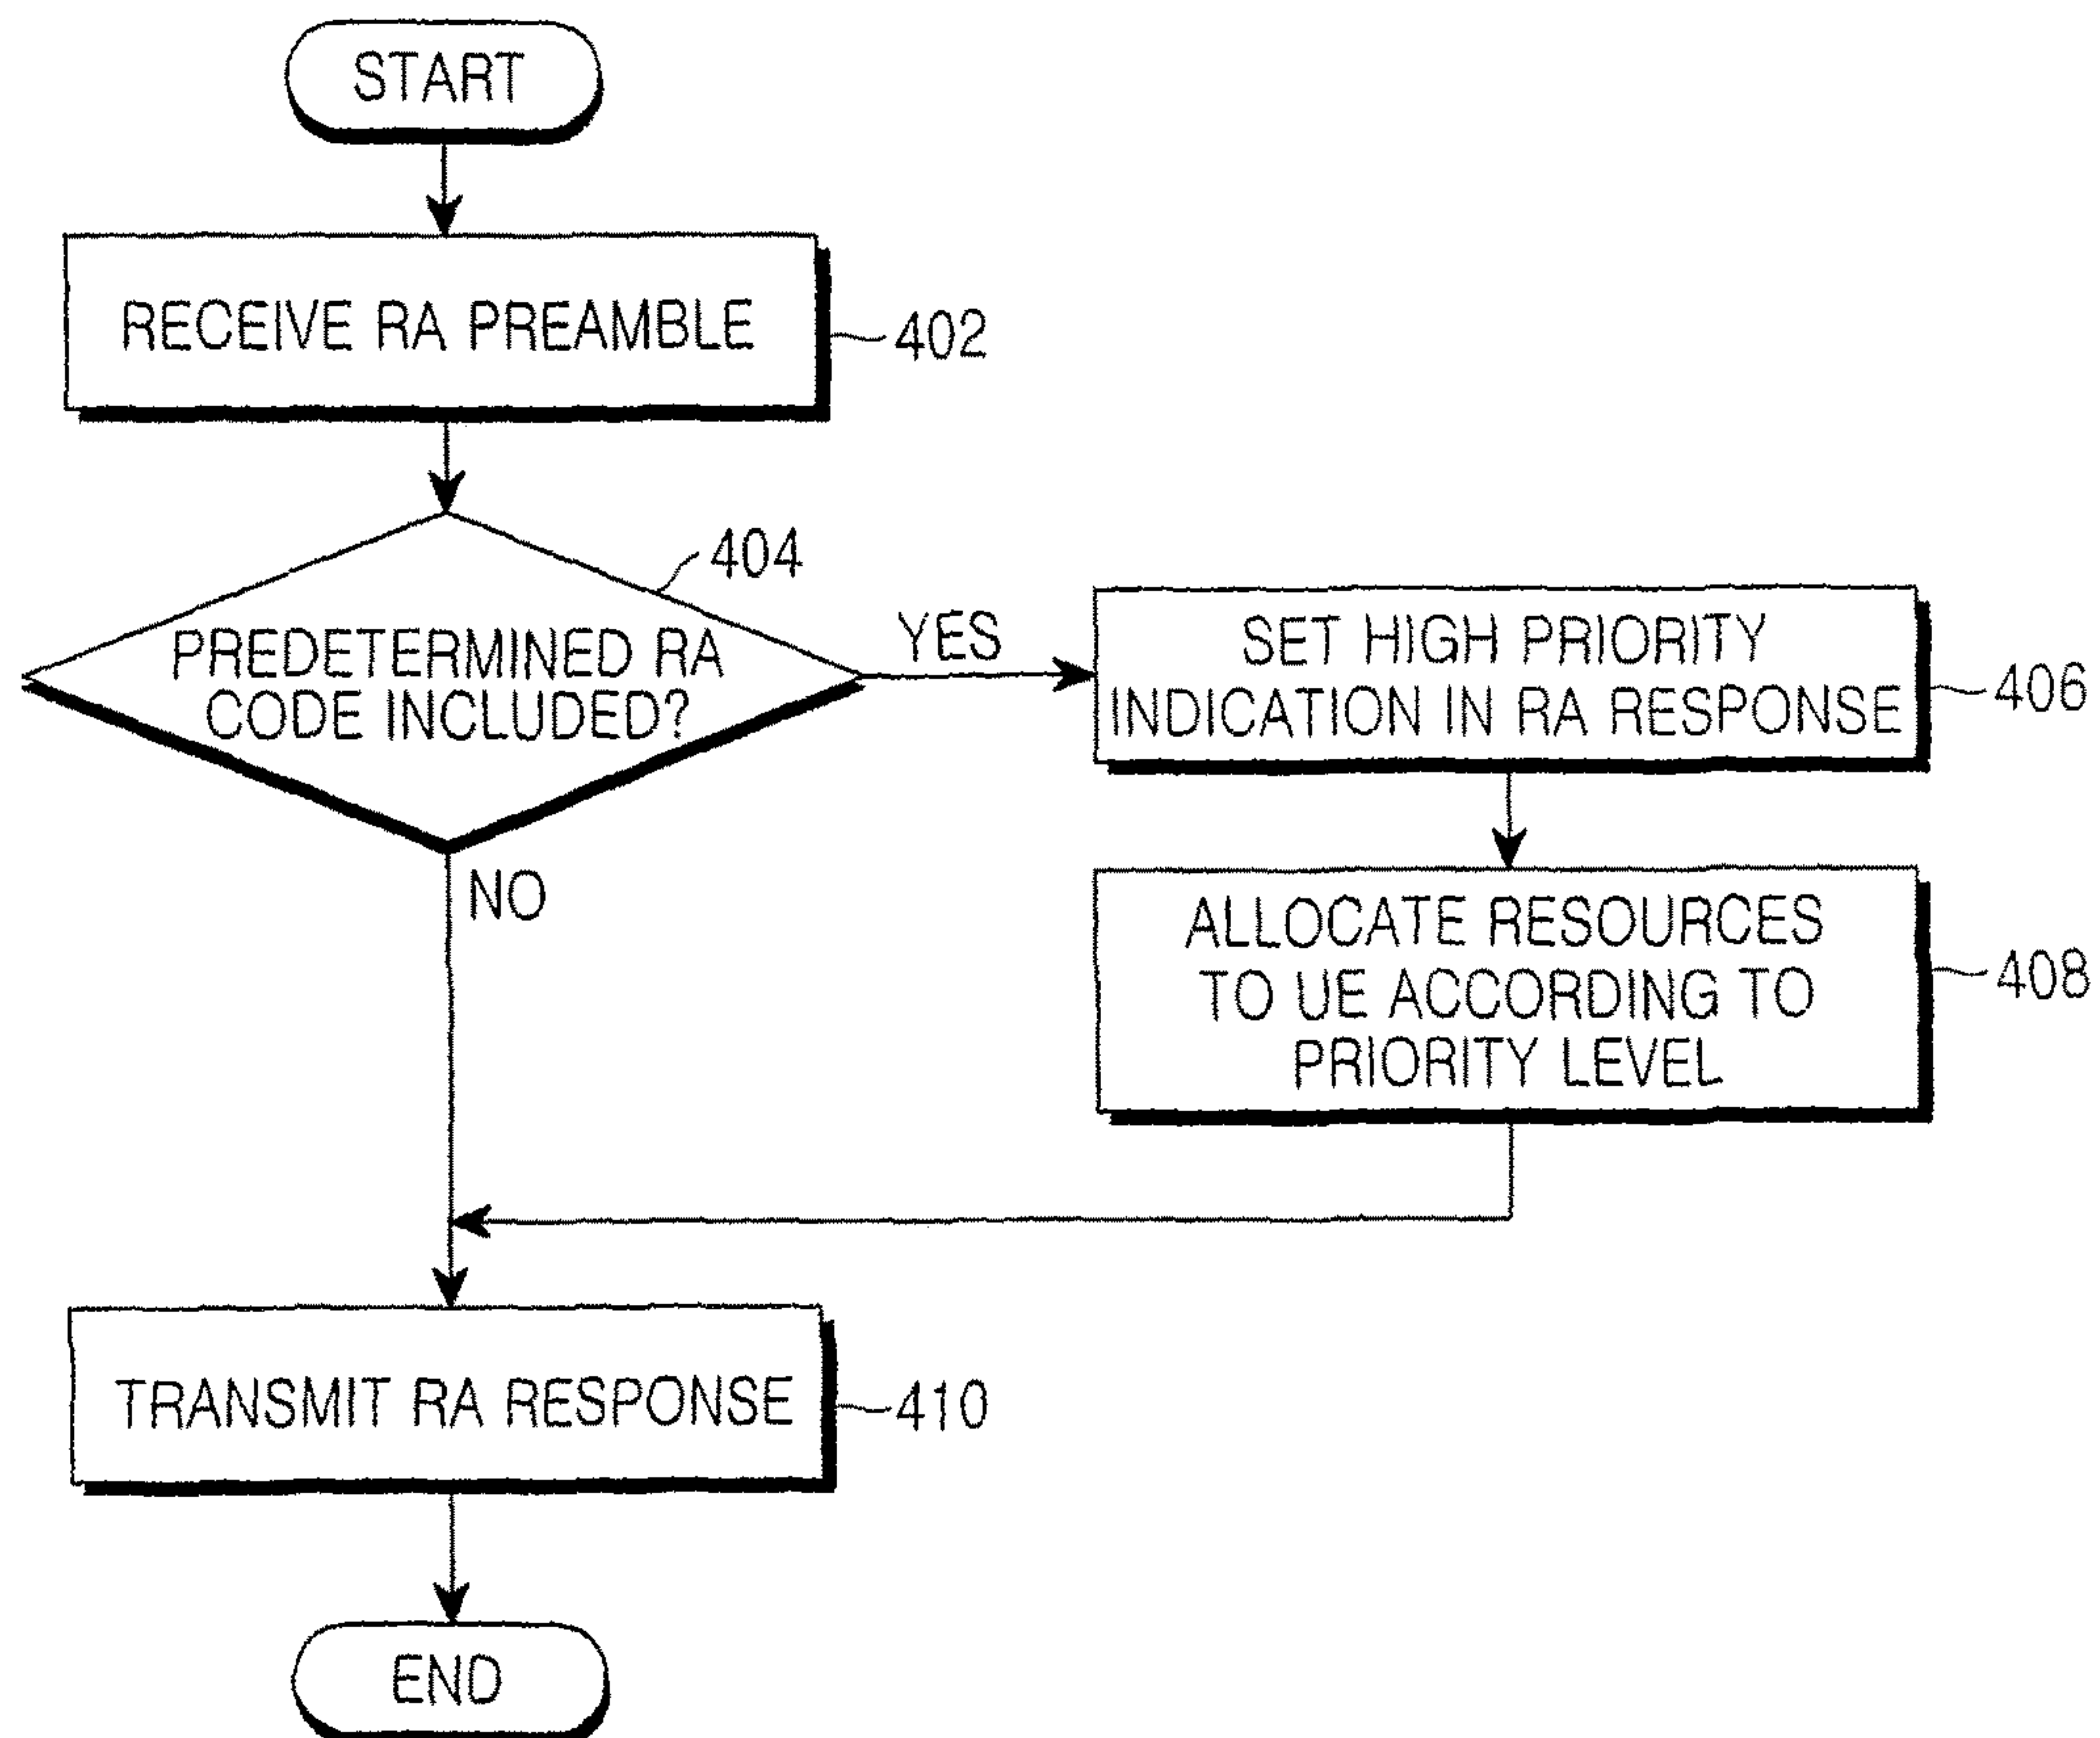 START
RECEIVE RA PREAMBLE
402
404
PREDETERMINED RA
CODE INCLUDED?
YES
SET HIGH PRIORITY
INDICATION IN RA RESPONSE
406
NO
ALLOCATE RESOURCES
TO UE ACCORDING TO
PRIORITY LEVEL
408
TRANSMIT RA RESPONSE
410
END